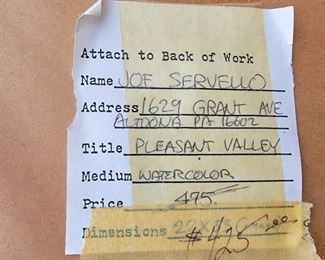 Attach to Back of Work
Name JOE SERVELLO
Address 1629 GRANT AVE
ALTOONA PA 16602
Title PLEASANT VALLEY
Medium WATERCOLOR
Price 475
Dimensions
$425